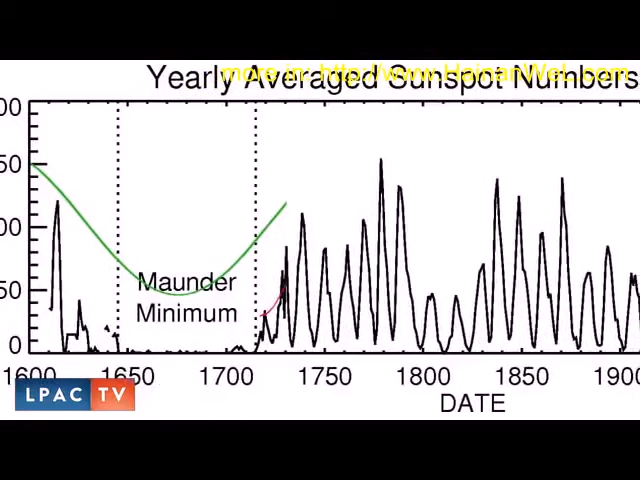 more in: http://www.HainanWeL.com
Yearly Averaged Sunspot Numbers
00
50
00
50
0
Maunder
Minimum
1600 1650 1700 1750 1800 1850 1900
DATE
LPAC TV